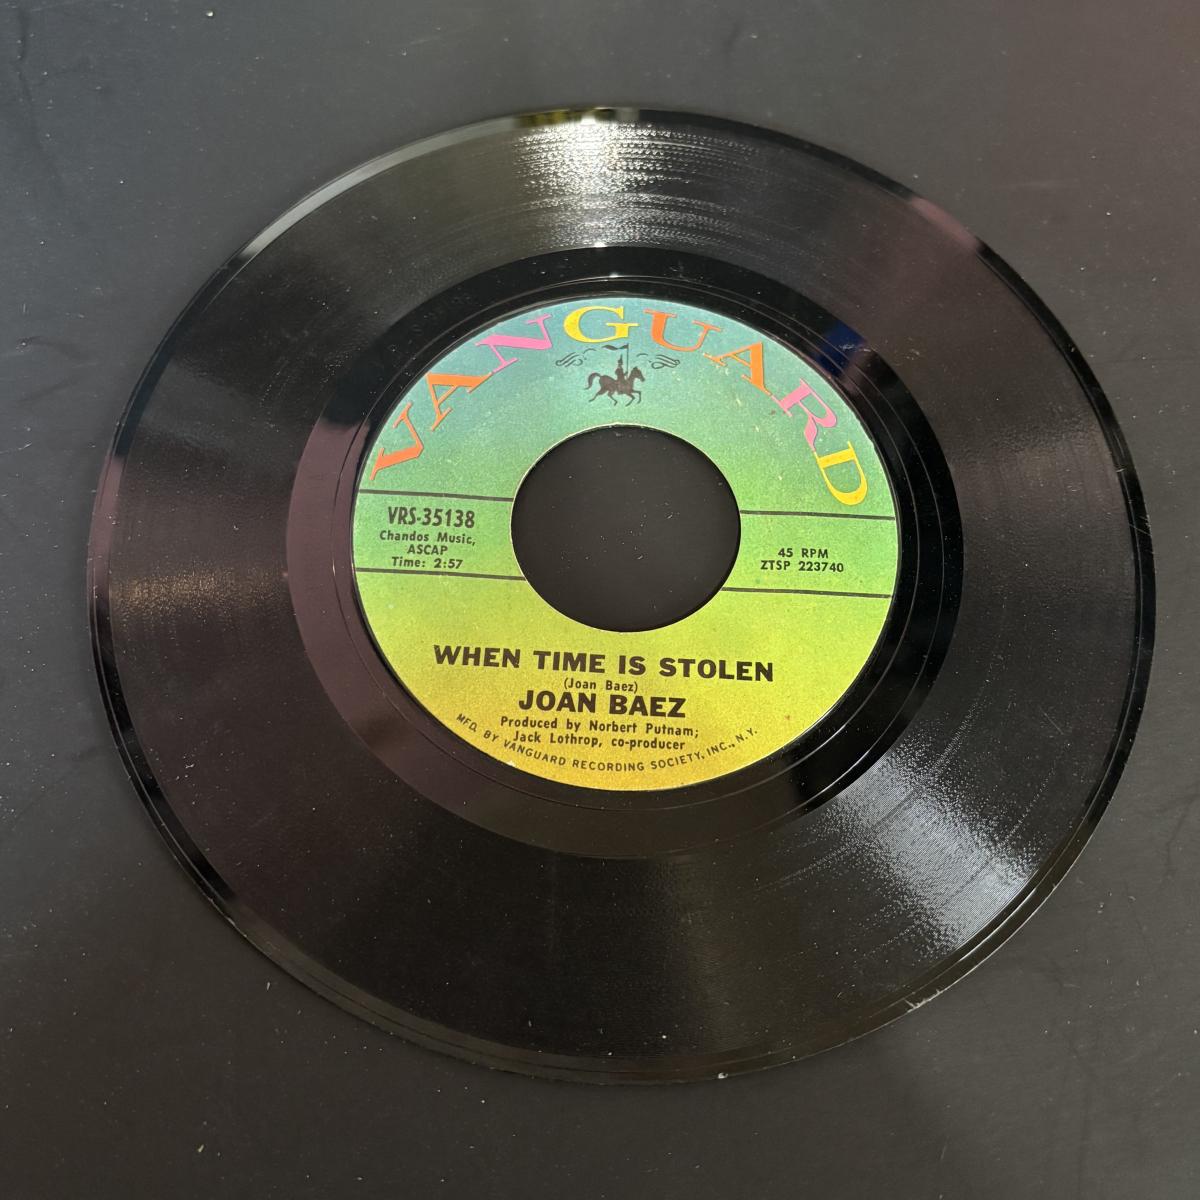 VANGUARD
VRS-35138
Chandos Music,
ASCAP
Time: 2:57
45 RPM
ZTSP 223740
WHEN TIME IS STOLEN
(Joan Baez)
JOAN BAEZ
Produced by Norbert Putnam;
Jack Lothrop, co-producer
MFD. BY VANGUARD RECORDING SOCIETY, INC., N.Y.